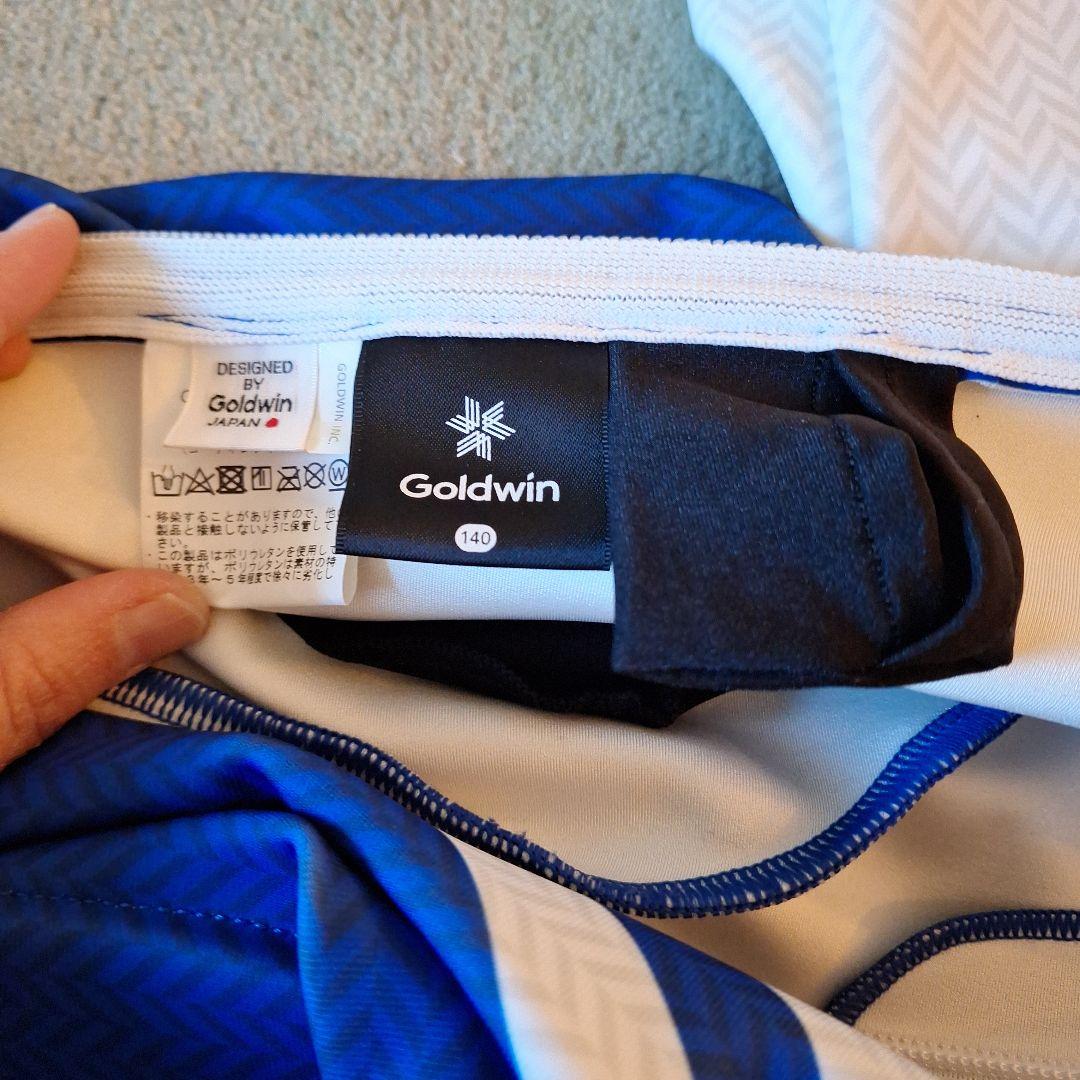 DESIGNED
BY
Goldwin
JAPAN
GOLDWIN INC.
・移染することがありますので、他
製品と接触しないように保管して
さい。
・この製品はポリウレタンを使用して
いますが、ポリウレタンは素材の特
3年～5年程度で徐々に劣化し
Goldwin
140